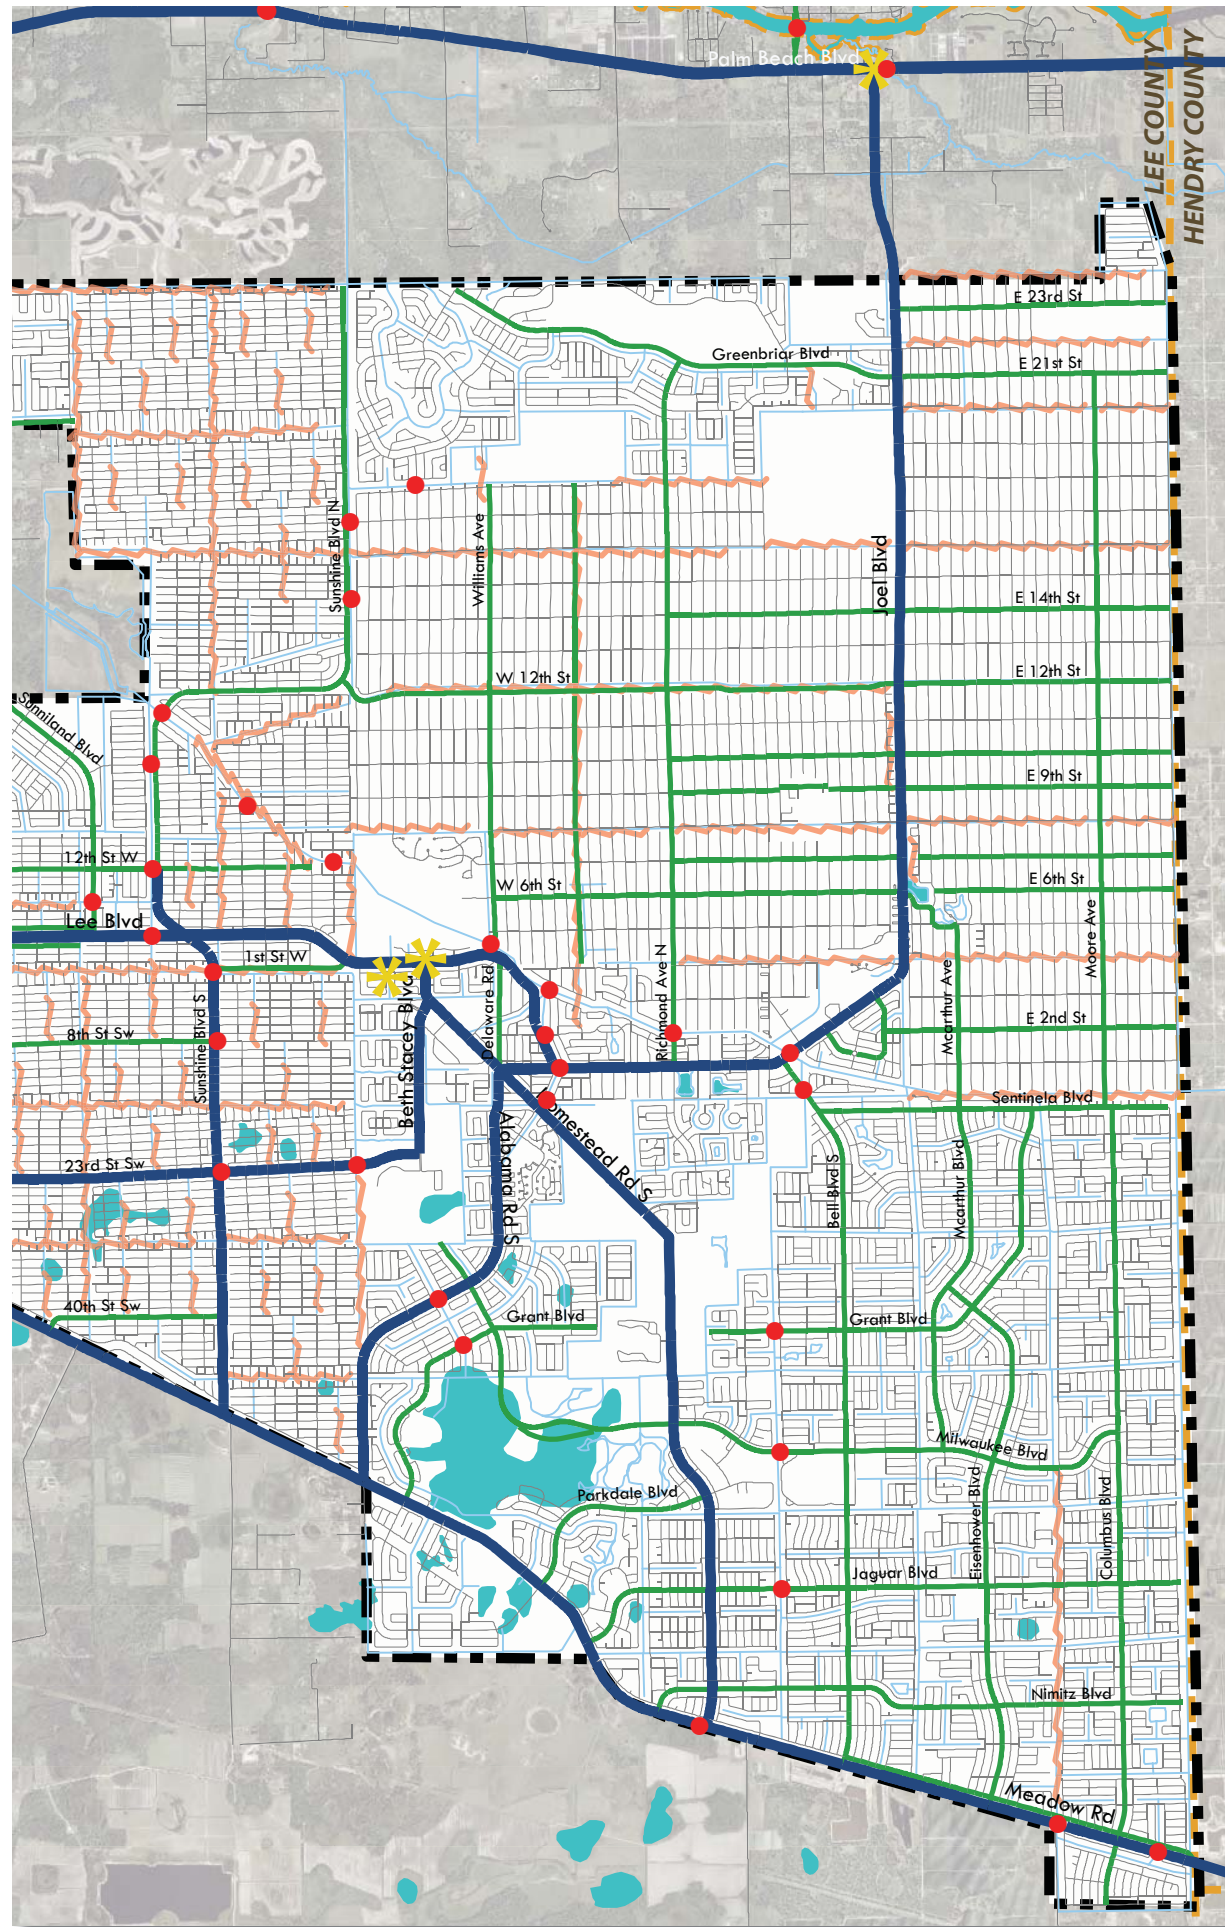 Palm Beach Blvd
LEE COUNTY
HENDRY COUNTY
E 23rd St
Greenbriar Blvd
E 21st St
Sunshine Blvd N
Williams Ave
Joel Blvd
E 14th St
W 12th St
E 12th St
Sunniland Blvd
E 9th St
12th St W
W 6th St
E 6th St
Lee Blvd
Moore Ave
1st St W
Beth Stacey Blvd
Delaware Rd
Richmond Ave N
Mcarthur Ave
Sunshine Blvd S
8th St Sw
E 2nd St
Sentinela Blvd
Homestead Rd S
Alabama Rd S
23rd St Sw
Bell Blvd S
Mcarthur Blvd
40th St Sw
Grant Blvd
Grant Blvd
Milwaukee Blvd
Parkdale Blvd
Eisenhower Blvd
Columbus Blvd
Jaguar Blvd
Nimitz Blvd
Meadow Rd